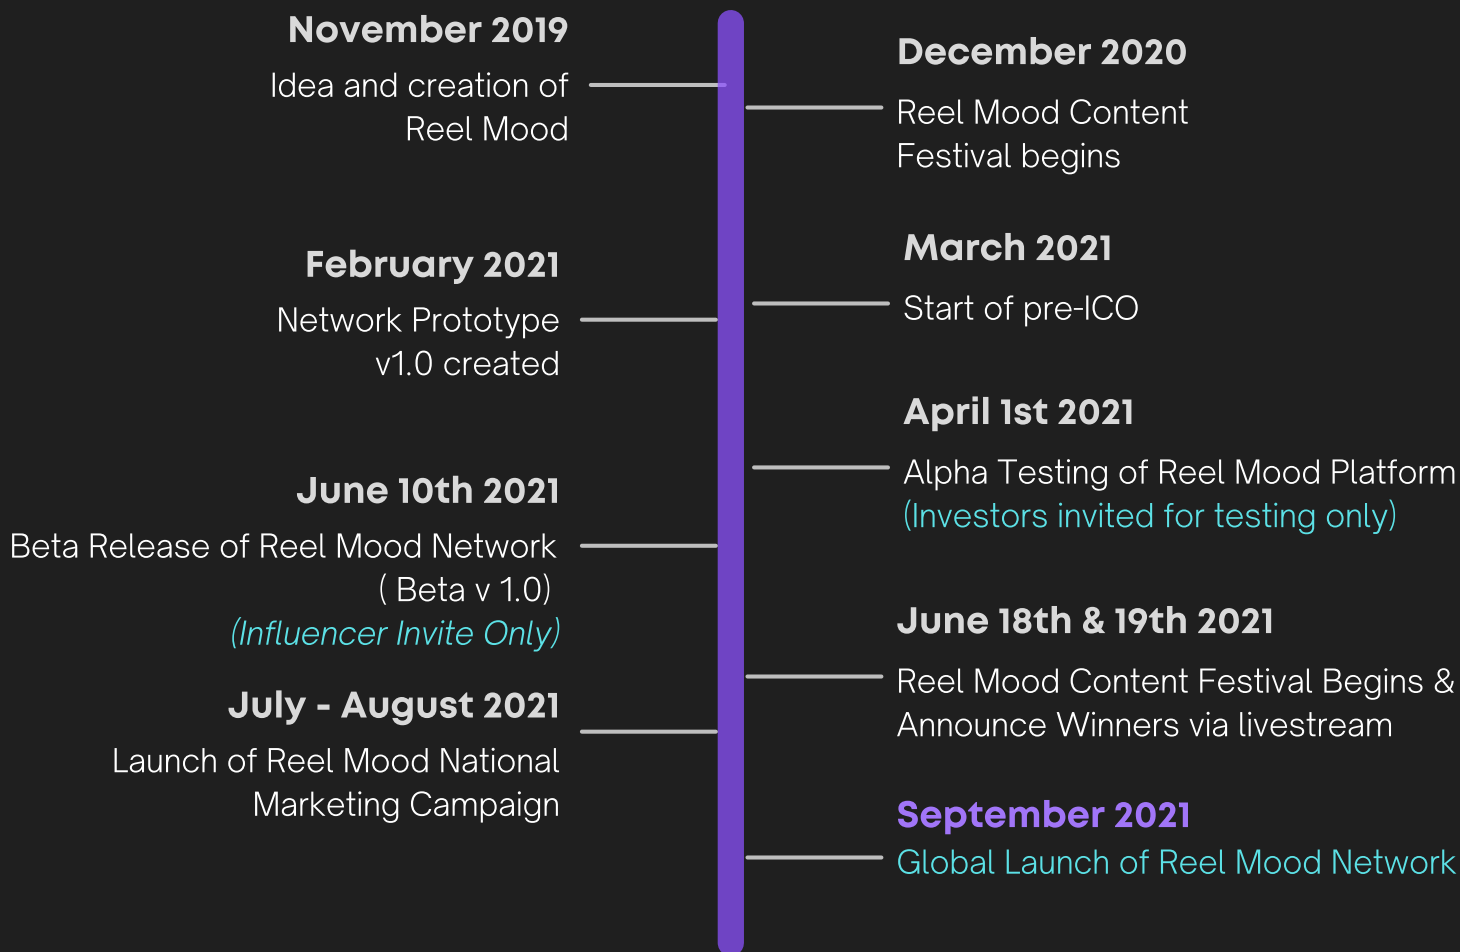 November 2019
Idea and creation of
Reel Mood
December 2020
Reel Mood Content
Festival begins
February 2021
Network Prototype
v1.0 created
March 2021
Start of pre-ICO
April 1st 2021
Alpha Testing of Reel Mood Platform
(Investors invited for testing only)
June 10th 2021
Beta Release of Reel Mood Network
( Beta v 1.0)
(Influencer Invite Only)
June 18th & 19th 2021
Reel Mood Content Festival Begins &
Announce Winners via livestream
July - August 2021
Launch of Reel Mood National
Marketing Campaign
September 2021
Global Launch of Reel Mood Network